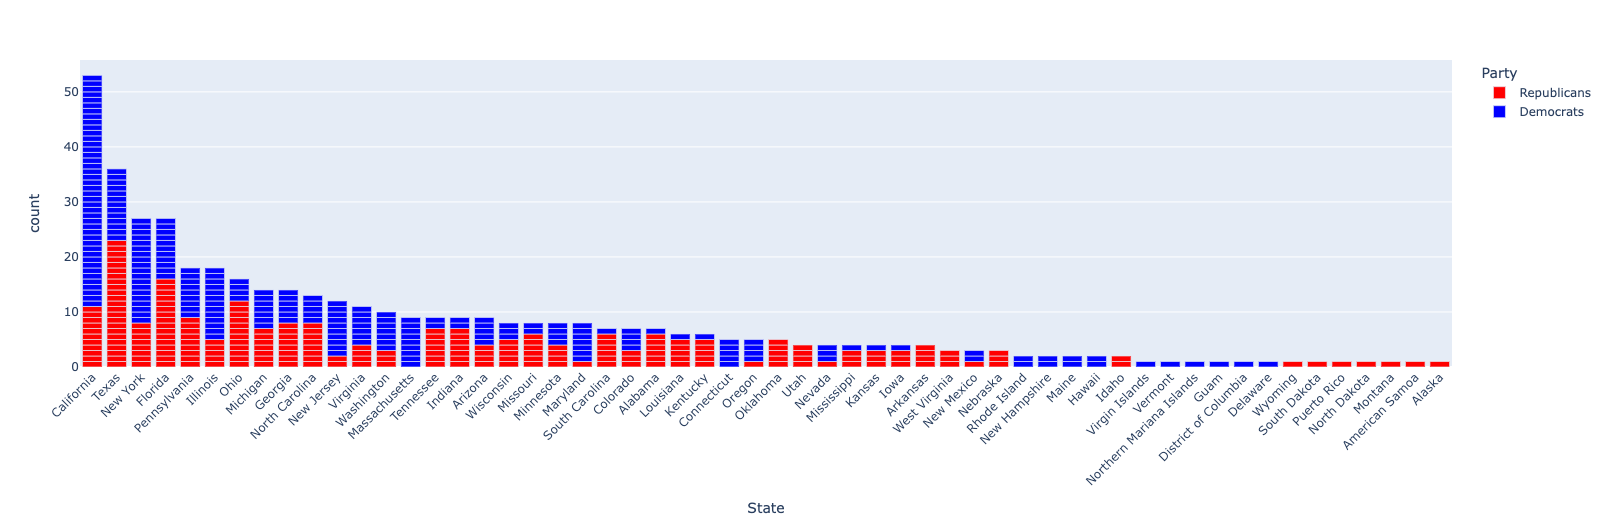 Party
Republicans
Democrats
count
50
40
30
20
10
0
California
Texas
New York
Florida
Pennsylvania
Illinois
Ohio
Michigan
Georgia
North Carolina
New Jersey
Virginia
Washington
Massachusetts
Tennessee
Indiana
Arizona
Wisconsin
Missouri
Minnesota
Maryland
South Carolina
Colorado
Alabama
Louisiana
Kentucky
Connecticut
Oregon
Oklahoma
Utah
Nevada
Mississippi
Kansas
Iowa
Arkansas
West Virginia
New Mexico
Nebraska
Rhode Island
New Hampshire
Maine
Hawaii
Idaho
Virgin Islands
Vermont
Northern Mariana Islands
Guam
District of Columbia
Delaware
Wyoming
South Dakota
Puerto Rico
North Dakota
Montana
American Samoa
Alaska
State